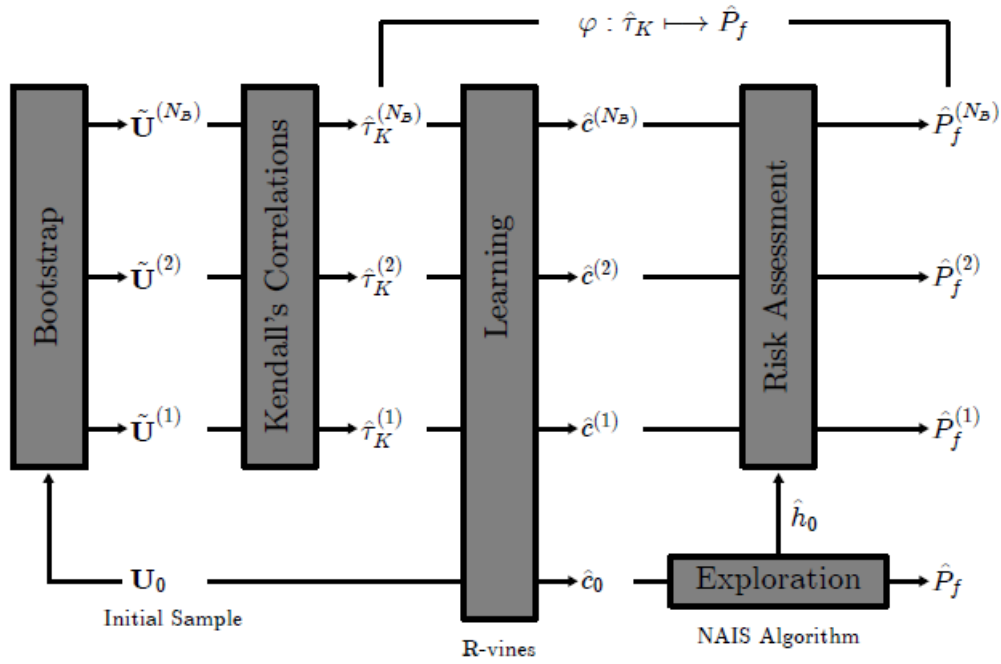 φ : τ̂_K ⟼ P̂_f
Bootstrap
Kendall's Correlations
Learning
Risk Assessment
Ũ^(N_B)
τ̂_K^(N_B)
ĉ^(N_B)
P̂_f^(N_B)
Ũ^(2)
τ̂_K^(2)
ĉ^(2)
P̂_f^(2)
Ũ^(1)
τ̂_K^(1)
ĉ^(1)
P̂_f^(1)
ĥ_0
U_0
ĉ_0
Exploration
P̂_f
Initial Sample
R-vines
NAIS Algorithm